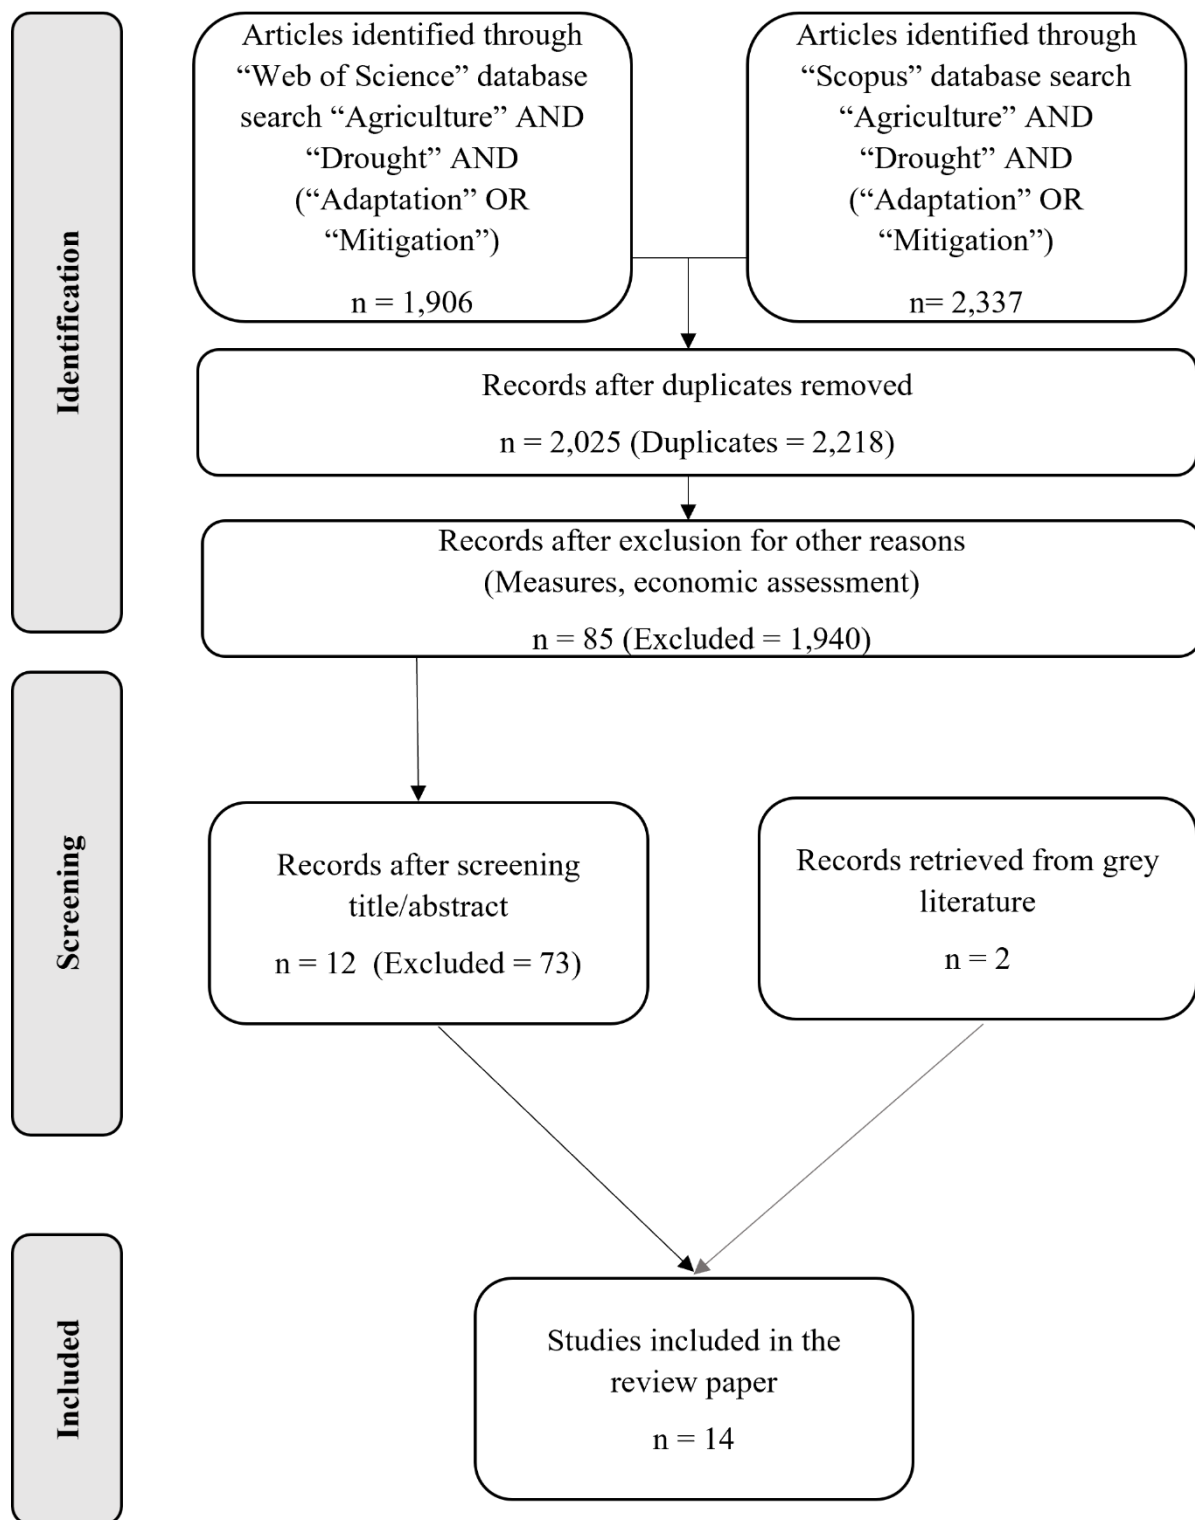 Identification
Articles identified through
“Web of Science” database
search “Agriculture” AND
“Drought” AND
(“Adaptation” OR
“Mitigation”)
n = 1,906
Articles identified through
“Scopus” database search
“Agriculture” AND
“Drought” AND
(“Adaptation” OR
“Mitigation”)
n= 2,337
Records after duplicates removed
n = 2,025 (Duplicates = 2,218)
Records after exclusion for other reasons
(Measures, economic assessment)
n = 85 (Excluded = 1,940)
Screening
Records after screening
title/abstract
n = 12  (Excluded = 73)
Records retrieved from grey
literature
n = 2
Included
Studies included in the
review paper
n = 14